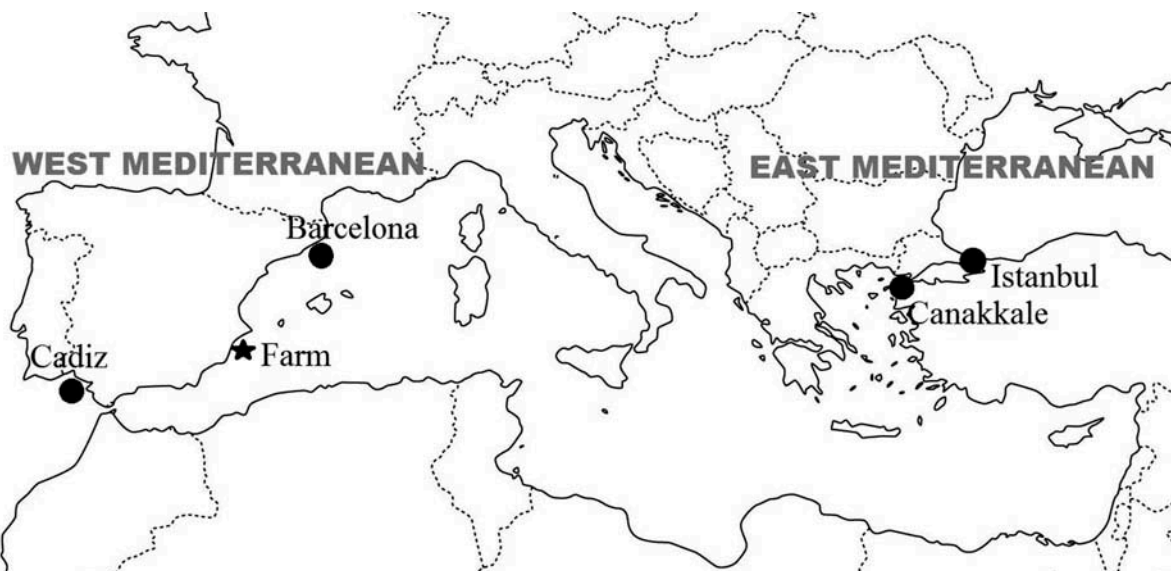 WEST MEDITERRANEAN
EAST MEDITERRANEAN
Barcelona
Istanbul
Canakkale
Cadiz
Farm